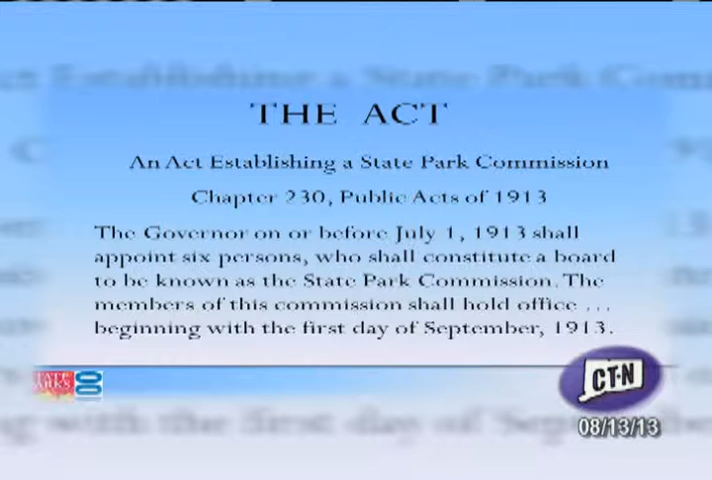 THE ACT
An Act Establishing a State Park Commission
Chapter 230, Public Acts of 1913
The Governor on or before July 1, 1913 shall
appoint six persons, who shall constitute a board
to be known as the State Park Commission. The
members of this commission shall hold office ...
beginning with the first day of September, 1913.
STATE
PARKS
100
CT-N
08/13/13